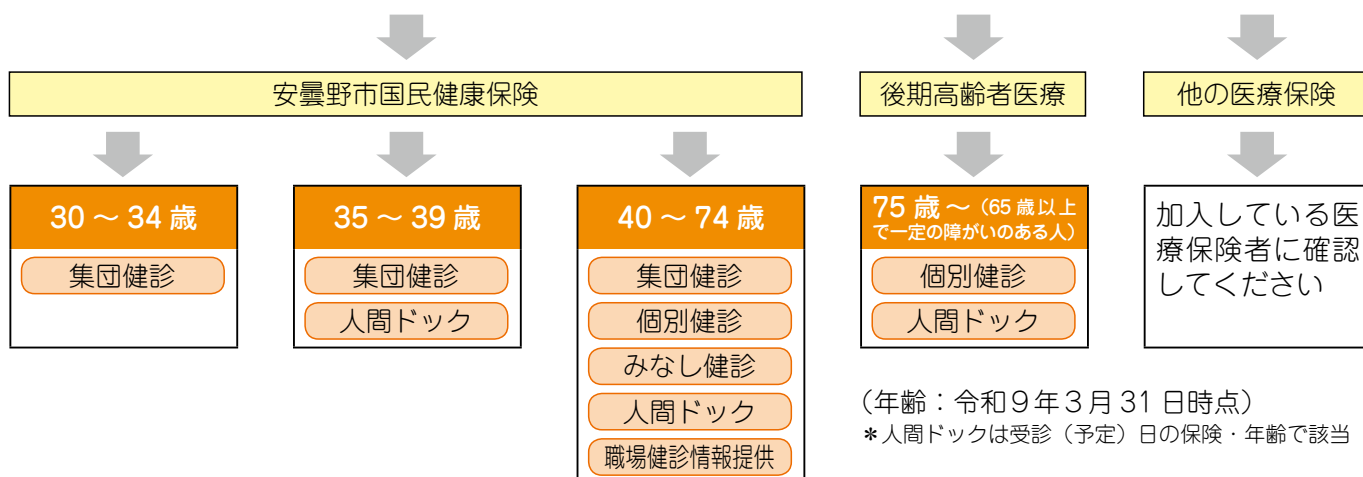 安曇野市国民健康保険
後期高齢者医療
他の医療保険
30 ～ 34 歳
集団健診
35 ～ 39 歳
集団健診
人間ドック
40 ～ 74 歳
集団健診
個別健診
みなし健診
人間ドック
職場健診情報提供
75 歳～（65 歳以上
で一定の障がいのある人）
個別健診
人間ドック
加入している医
療保険者に確認
してください
（年齢：令和９年３月 31 日時点）
＊人間ドックは受診（予定）日の保険・年齢で該当